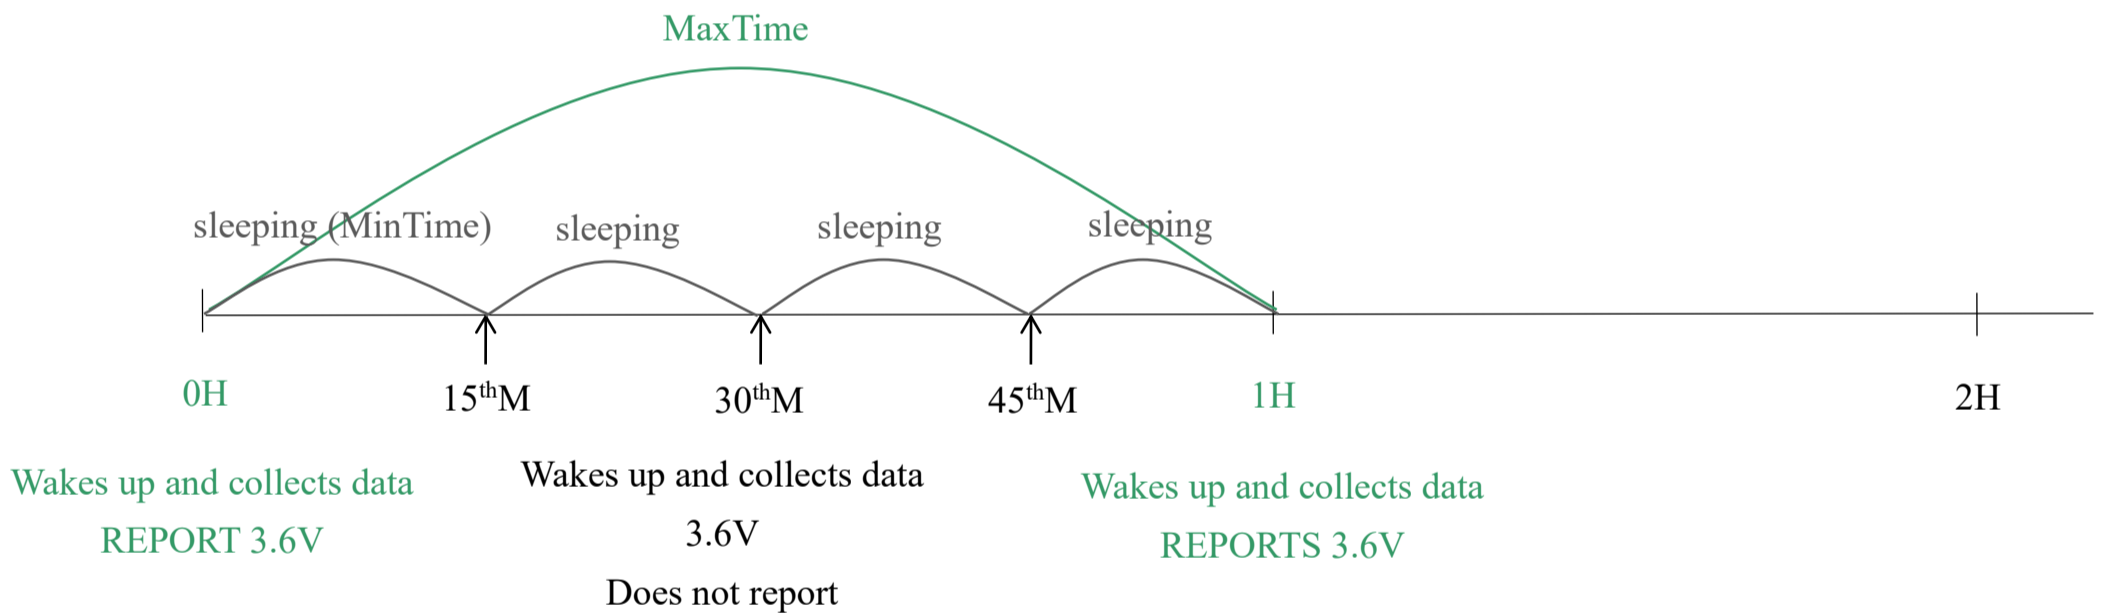 MaxTime
sleeping (MinTime)
sleeping
sleeping
sleeping
0H
15thM
30thM
45thM
1H
2H
Wakes up and collects data
REPORT 3.6V
Wakes up and collects data
3.6V
Does not report
Wakes up and collects data
REPORTS 3.6V